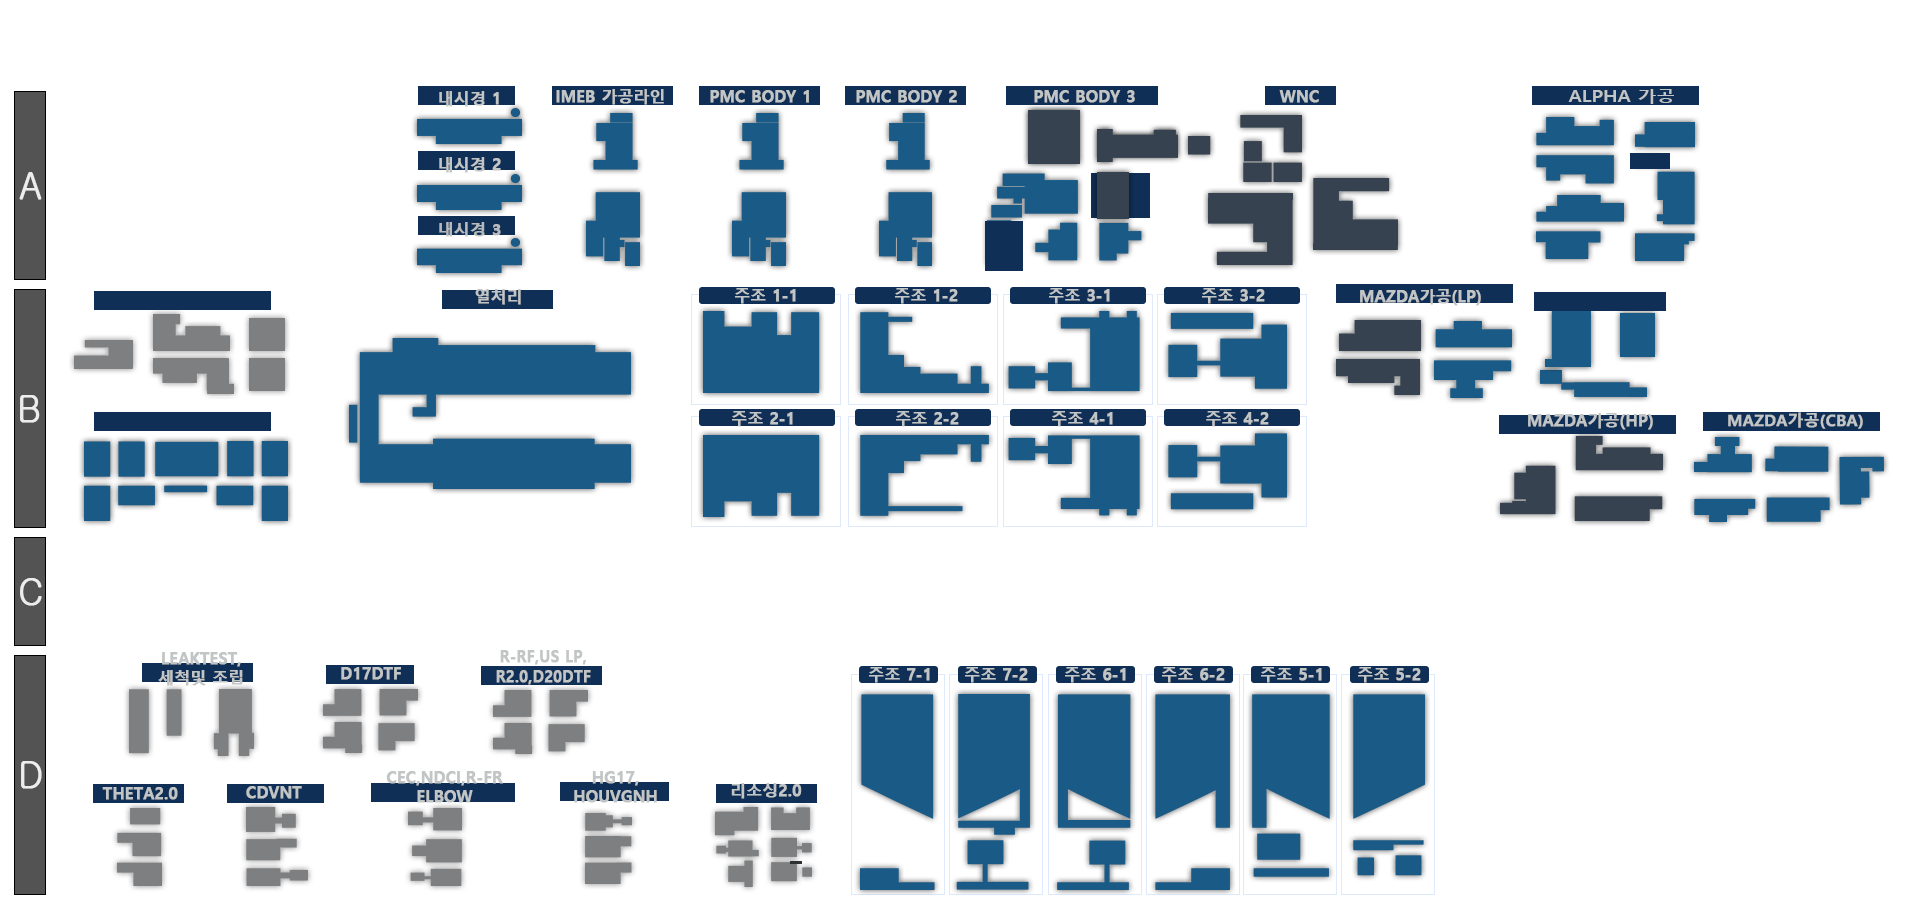 A
내시경 1
IMEB 가공라인
PMC BODY 1
PMC BODY 2
PMC BODY 3
WNC
ALPHA 가공
내시경 2
내시경 3
B
열처리
주조 1-1
주조 1-2
주조 3-1
주조 3-2
MAZDA가공(LP)
주조 2-1
주조 2-2
주조 4-1
주조 4-2
MAZDA가공(HP)
MAZDA가공(CBA)
C
D
LEAKTEST,
세척및 조립
D17DTF
R-RF,US LP,
R2.0,D20DTF
주조 7-1
주조 7-2
주조 6-1
주조 6-2
주조 5-1
주조 5-2
THETA2.0
CDVNT
CEC,NDCI,R-FR
ELBOW
HG17,
HOUVGNH
리소싱2.0